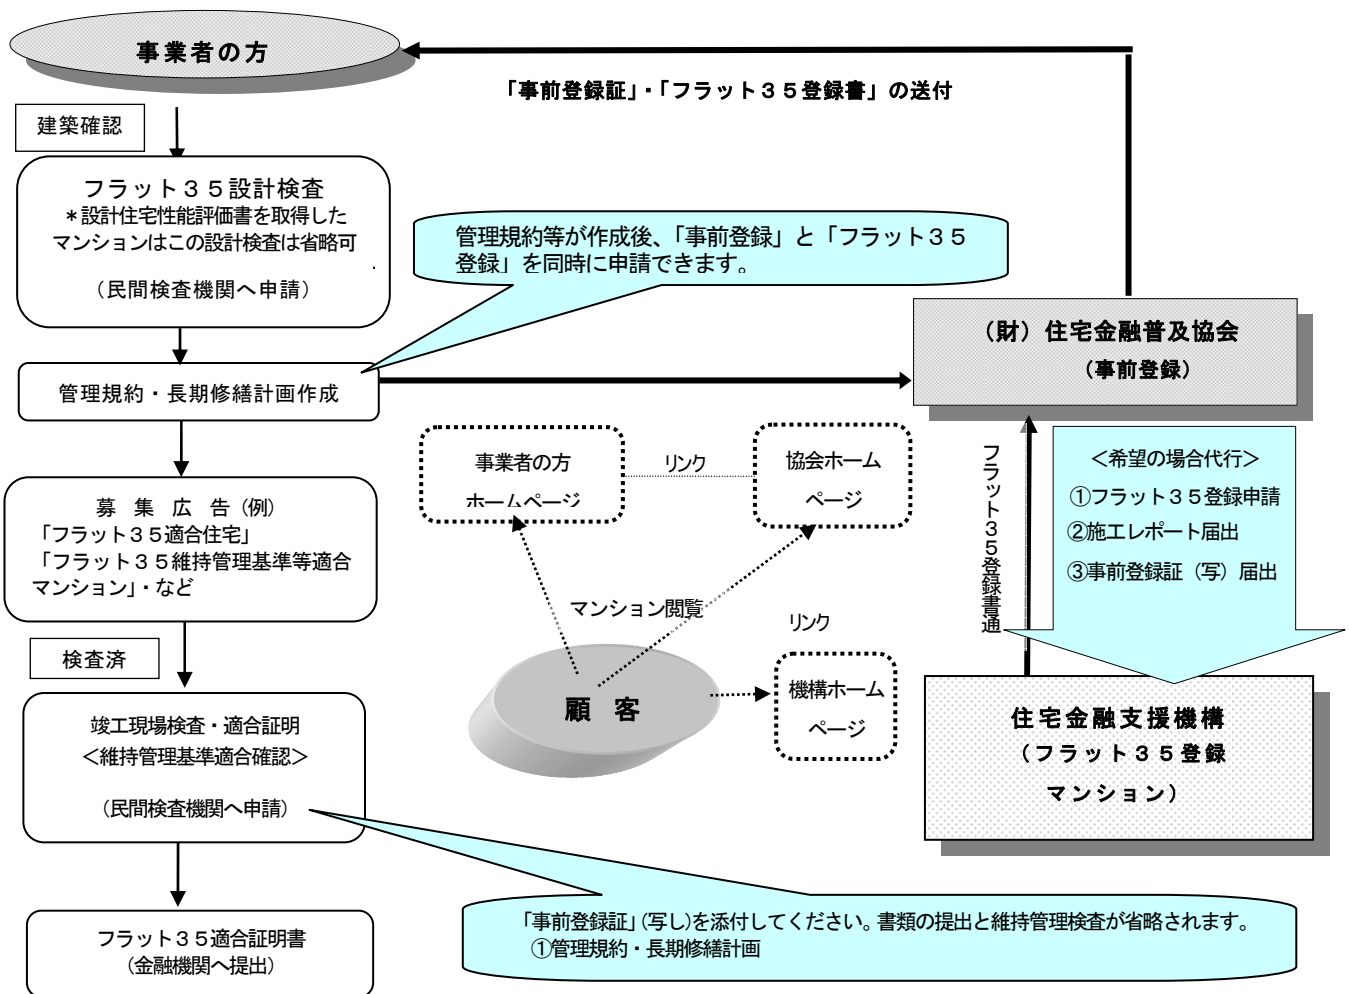 事業者の方
「事前登録証」・「フラット３５登録書」の送付
建築確認
フラット３５設計検査
＊設計住宅性能評価書を取得した
マンションはこの設計検査は省略可
（民間検査機関へ申請）
管理規約等が作成後、「事前登録」と「フラット３５
登録」を同時に申請できます。
（財）住宅金融普及協会
（事前登録）
管理規約・長期修繕計画作成
事業者の方
ホームページ
リンク
協会ホーム
ページ
フラット３５登録書通
＜希望の場合代行＞
①フラット３５登録申請
②施工レポート届出
③事前登録証（写）届出
募　集　広　告（例）
「フラット３５適合住宅」
「フラット３５維持管理基準等適合
マンション」・など
マンション閲覧
リンク
検査済
顧　客
機構ホーム
ページ
住宅金融支援機構
（フラット３５登録
マンション）
竣工現場検査・適合証明
＜維持管理基準適合確認＞
（民間検査機関へ申請）
「事前登録証」（写し）を添付してください。書類の提出と維持管理検査が省略されます。
①管理規約・長期修繕計画
フラット３５適合証明書
（金融機関へ提出）